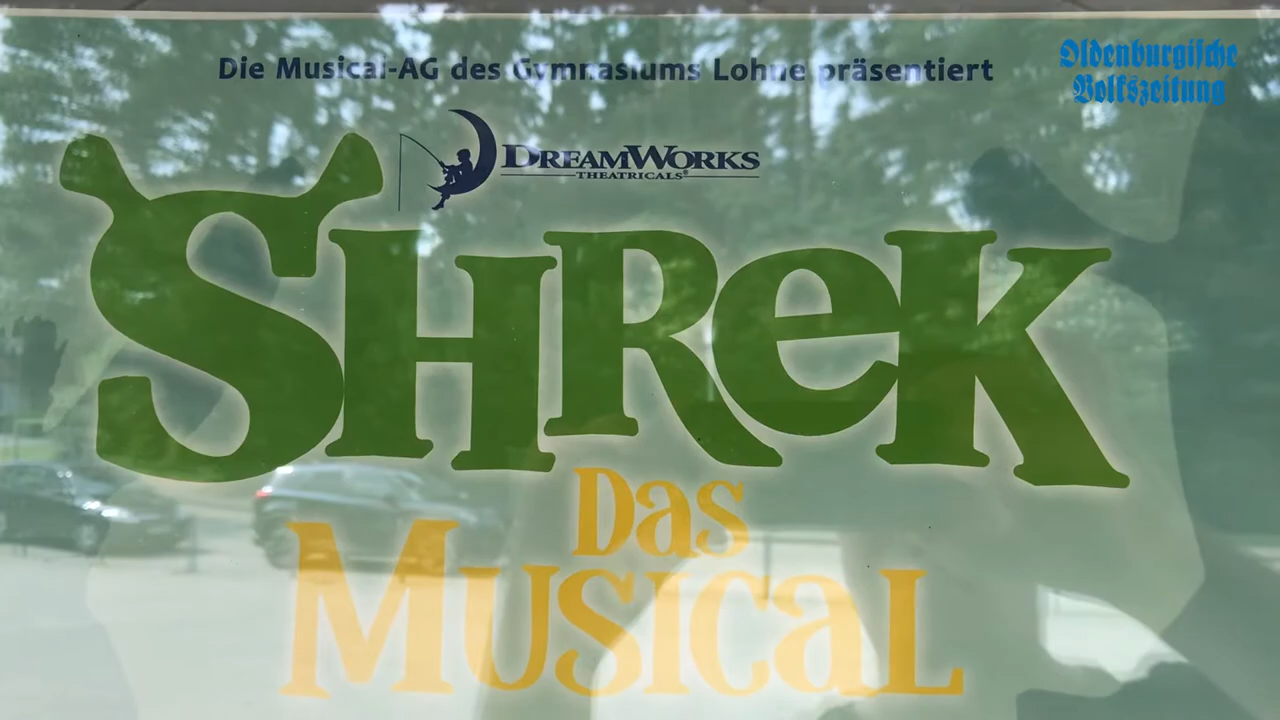 Die Musical-AG des Gymnasiums Lohne präsentiert
Oldenburgische
Volkszeitung
DREAMWORKS
THEATRICALS®
SHReK
Das
MUSICaL